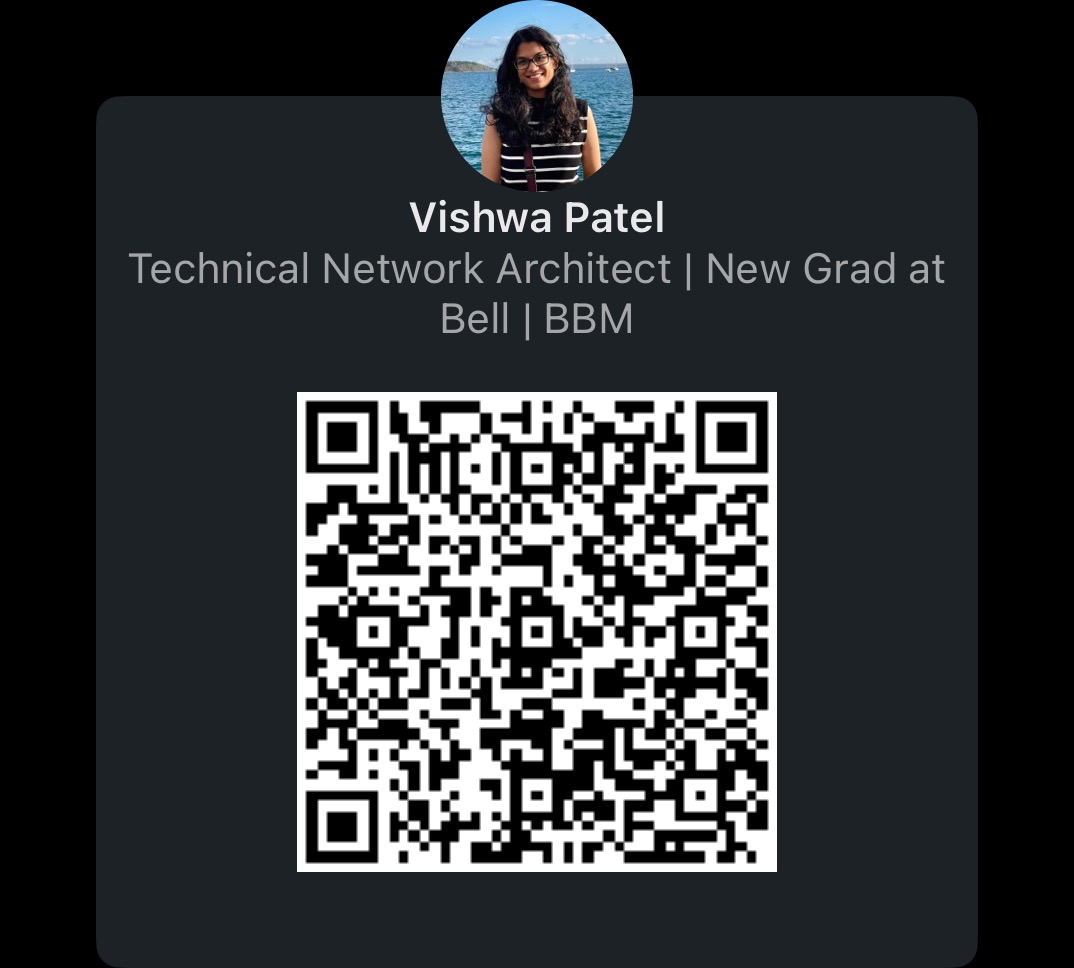 Vishwa Patel
Technical Network Architect | New Grad at
Bell | BBM